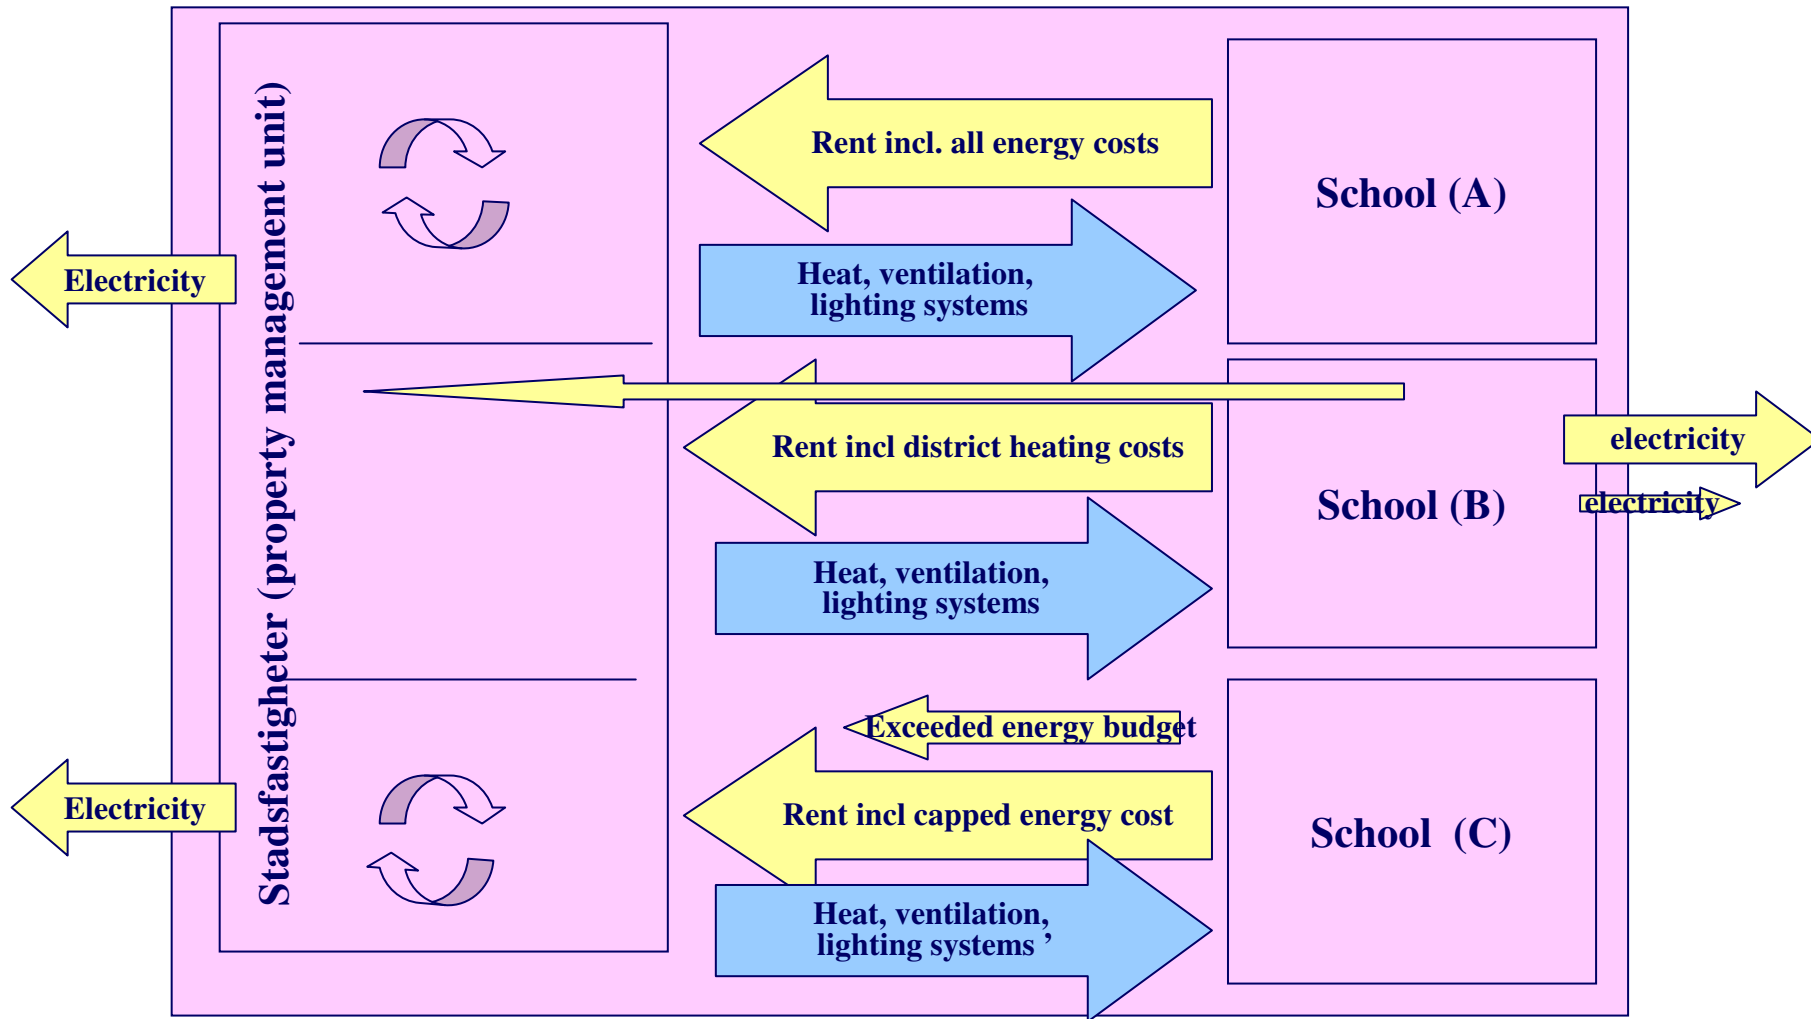 Stadsfastigheter (property management unit)
Rent incl. all energy costs
School (A)
Electricity
Heat, ventilation,
lighting systems
Rent incl district heating costs
electricity
School (B)
electricity
Heat, ventilation,
lighting systems
Exceeded energy budget
Electricity
Rent incl capped energy cost
School (C)
Heat, ventilation,
lighting systems ’